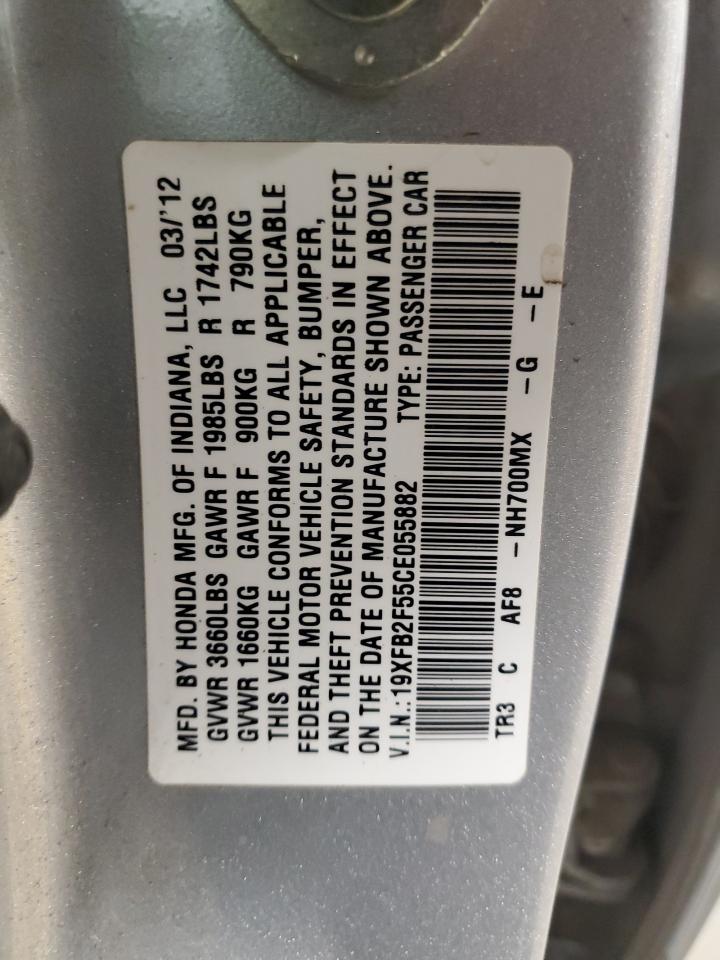 MFD. BY HONDA MFG. OF INDIANA, LLC 03/'12
GVWR 3660LBS GAWR F 1985LBS R 1742LBS
GVWR 1660KG GAWR F 900KG R 790KG
THIS VEHICLE CONFORMS TO ALL APPLICABLE
FEDERAL MOTOR VEHICLE SAFETY, BUMPER,
AND THEFT PREVENTION STANDARDS IN EFFECT
ON THE DATE OF MANUFACTURE SHOWN ABOVE.
V.I.N.:19XFB2F55CE055882 TYPE: PASSENGER CAR
TR3 C AF8 -NH700MX -G -E